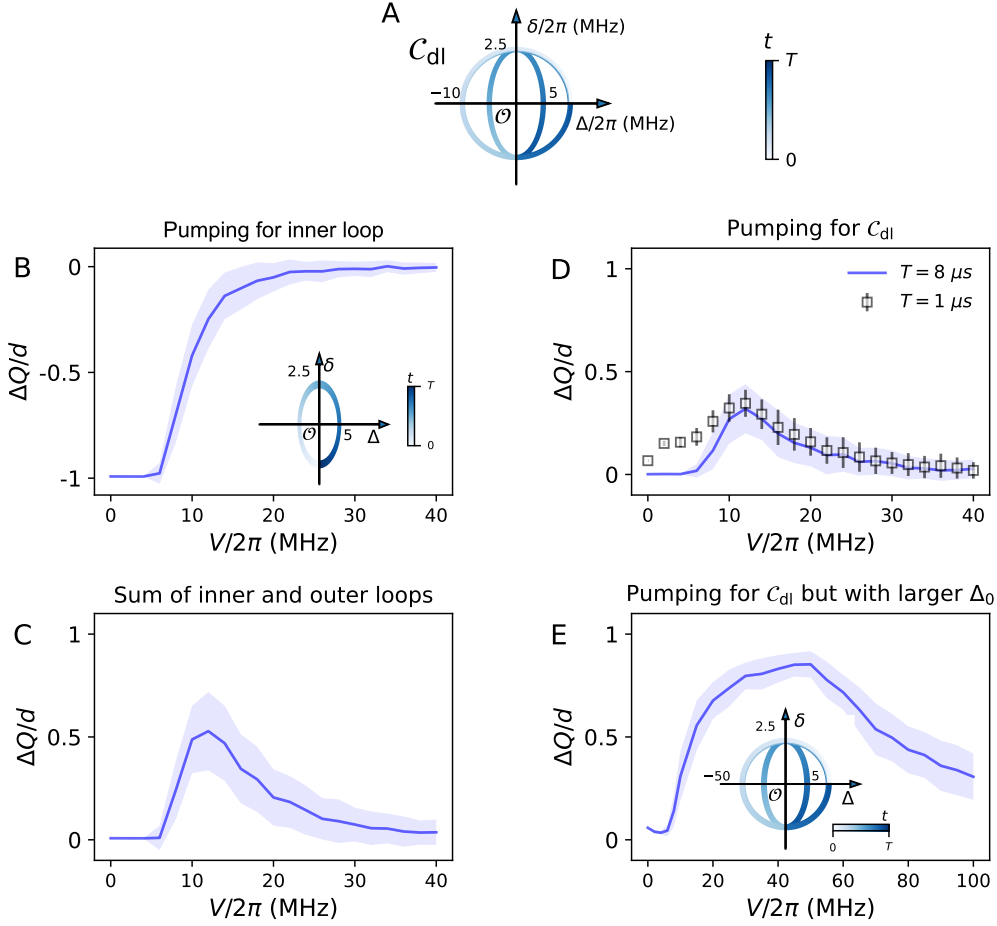 A
δ/2π (MHz)
𝒞dl
2.5
−10
5
𝒪
Δ/2π (MHz)
t
T
0
Pumping for inner loop
B
0
-0.5
-1
ΔQ/d
0 10 20 30 40
V/2π (MHz)
δ
2.5
𝒪
5
Δ
t
T
0
Pumping for 𝒞dl
D
1
0.5
0
ΔQ/d
T = 8 μs
T = 1 μs
0 10 20 30 40
V/2π (MHz)
Sum of inner and outer loops
C
1
0.5
0
ΔQ/d
0 10 20 30 40
V/2π (MHz)
Pumping for 𝒞dl but with larger Δ0
E
1
0.5
0
ΔQ/d
δ
2.5
−50
5
𝒪
Δ
t
0 T
0 20 40 60 80 100
V/2π (MHz)